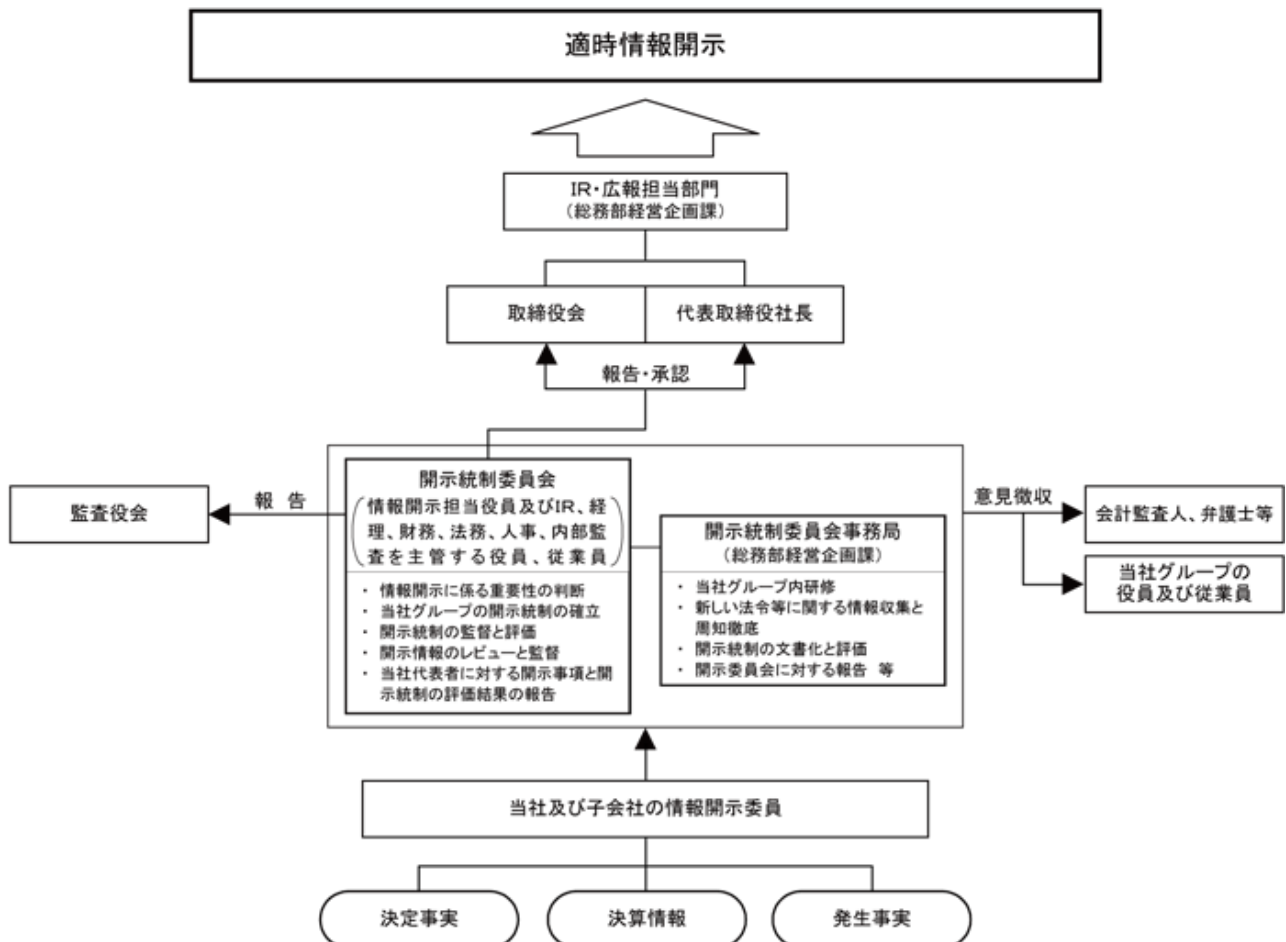 適時情報開示
IR・広報担当部門
(総務部経営企画課)
取締役会
代表取締役社長
報告・承認
監査役会
報 告
開示統制委員会
(情報開示担当役員及びIR、経
理、財務、法務、人事、内部監
査を主管する役員、従業員)
・ 情報開示に係る重要性の判断
・ 当社グループの開示統制の確立
・ 開示統制の監督と評価
・ 開示情報のレビューと監督
・ 当社代表者に対する開示事項と開
示統制の評価結果の報告
開示統制委員会事務局
(総務部経営企画課)
・ 当社グループ内研修
・ 新しい法令等に関する情報収集と
周知徹底
・ 開示統制の文書化と評価
・ 開示委員会に対する報告 等
意見徴収
会計監査人、弁護士等
当社グループの
役員及び従業員
当社及び子会社の情報開示委員
決定事実
決算情報
発生事実